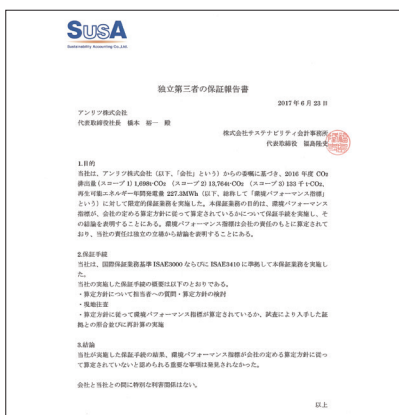 SusA
Sustainability Accounting Co.,Ltd.
独立第三者の保証報告書
2017 年 6 月 23 日
アンリツ株式会社
代表取締役社長 橋本 裕一 殿
株式会社サステナビリティ会計事務所
代表取締役 福島隆史
1.目的
当社は、アンリツ株式会社（以下、「会社」という）からの委嘱に基づき、2016 年度 CO₂
排出量（スコープ 1）1,698t-CO₂ （スコープ 2）13,764t-CO₂ （スコープ 3）133 千 t-CO₂、
再生可能エネルギー年間発電量 227.3MWh（以下、総称して「環境パフォーマンス指標」
という）に対して限定的保証業務を実施した。本保証業務の目的は、環境パフォーマンス
指標が、会社の定める算定方針に従って算定されているかについて保証手続を実施し、そ
の結論を表明することにある。環境パフォーマンス指標は会社の責任のもとに算定されて
おり、当社の責任は独立の立場から結論を表明することにある。
2.保証手続
当社は、国際保証業務基準 ISAE3000 ならびに ISAE3410 に準拠して本保証業務を実施し
た。
当社の実施した保証手続の概要は以下のとおりである。
・算定方針について担当者への質問・算定方針の検討
・現地往査
・算定方針に従って環境パフォーマンス指標が算定されているか、試査により入手した証
拠との照合並びに再計算の実施
3.結論
当社が実施した保証手続の結果、環境パフォーマンス指標が会社の定める算定方針に従っ
て算定されていないと認められる重要な事項は発見されなかった。
会社と当社との間に特別な利害関係はない。
以上